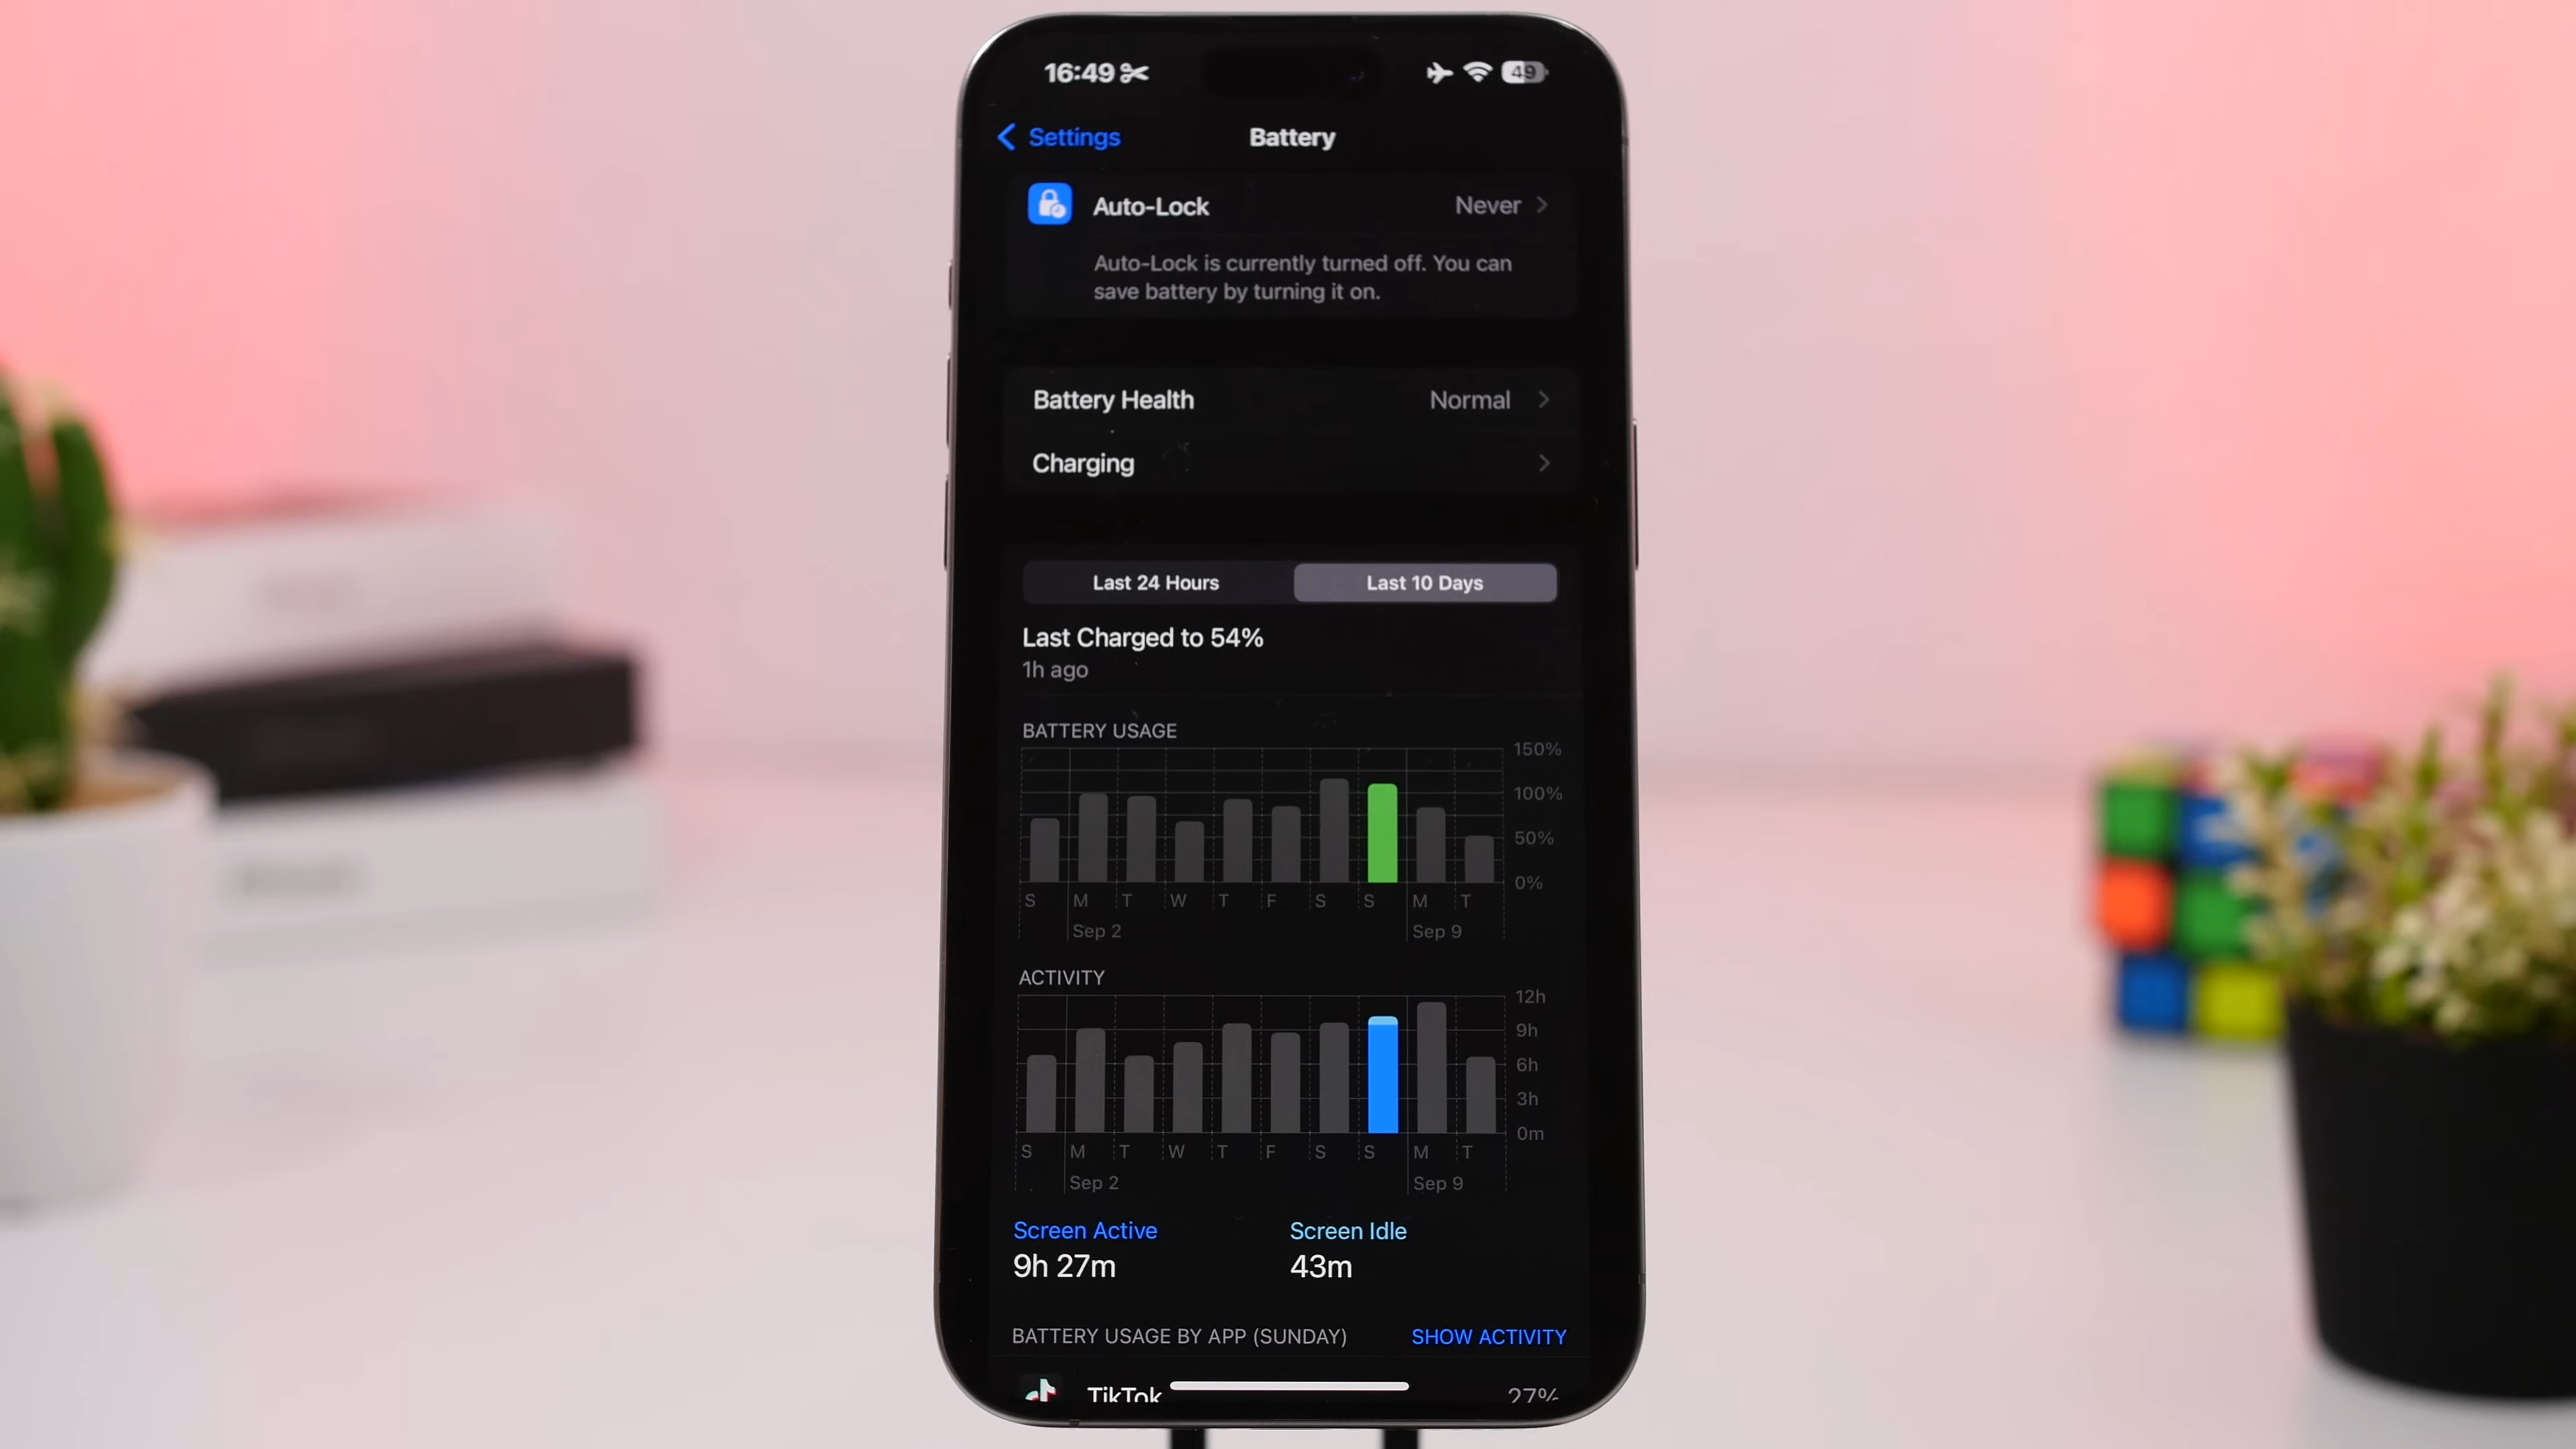 16:49
49
Settings
Battery
Auto-Lock
Never
Auto-Lock is currently turned off. You can
save battery by turning it on.
Battery Health
Normal
Charging
Last 24 Hours
Last 10 Days
Last Charged to 54%
1h ago
BATTERY USAGE
150%
100%
50%
0%
S M T W T F S S M T
Sep 2
Sep 9
ACTIVITY
12h
9h
6h
3h
0m
S M T W T F S S M T
Sep 2
Sep 9
Screen Active
Screen Idle
9h 27m
43m
BATTERY USAGE BY APP (SUNDAY)
SHOW ACTIVITY
TikTok
27%